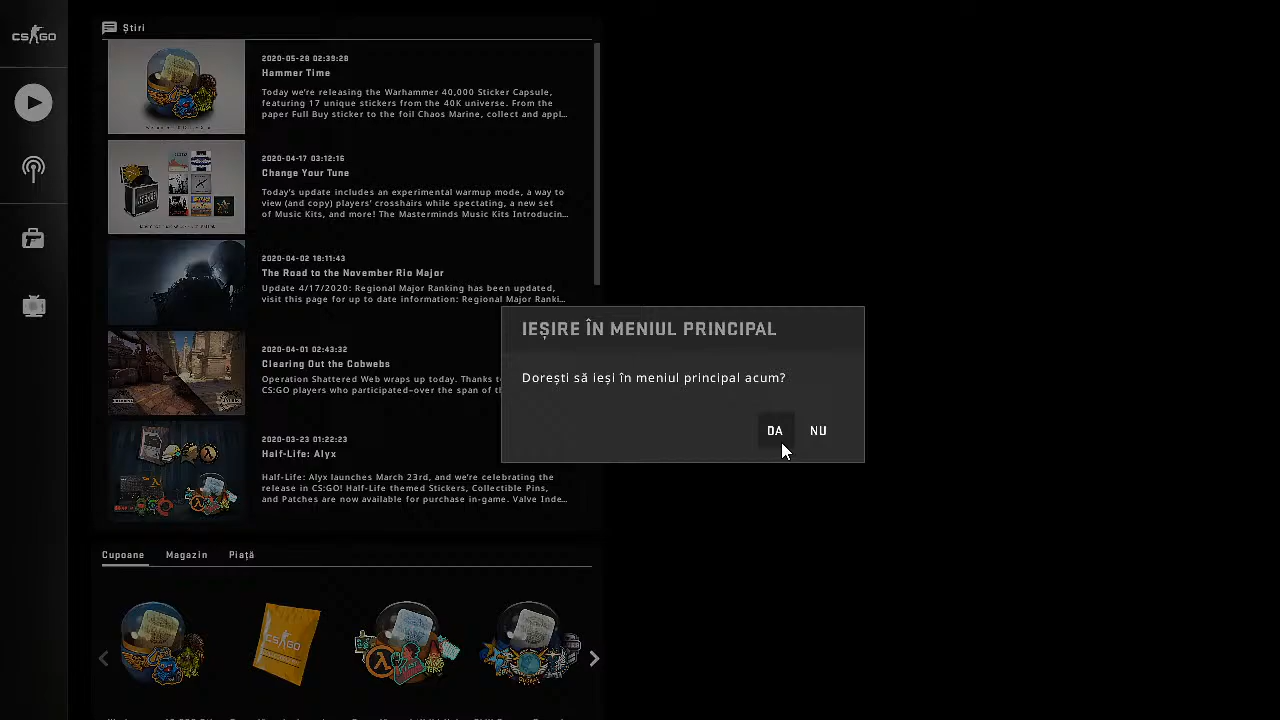 CS GO
Știri
2020-05-28 02:39:28
Hammer Time
Today we're releasing the Warhammer 40,000 Sticker Capsule,
featuring 17 unique stickers from the 40K universe. From the
paper Full Buy sticker to the foil Chaos Marine, collect and appl...
2020-04-17 03:12:16
Change Your Tune
Today's update includes an experimental warmup mode, a way to
view (and copy) players' crosshairs while spectating, a new set
of Music Kits, and more! The Masterminds Music Kits Introducin...
2020-04-02 18:11:43
The Road to the November Rio Major
Update 4/17/2020: Regional Major Ranking has been updated,
visit this page for up to date information: Regional Major Ranki...
2020-04-01 02:43:32
Clearing Out the Cobwebs
Operation Shattered Web wraps up today. Thanks t
CS:GO players who participated–over the span of t
2020-03-23 01:22:23
Half-Life: Alyx
Half-Life: Alyx launches March 23rd, and we're celebrating the
release in CS:GO! Half-Life themed Stickers, Collectible Pins,
and Patches are now available for purchase in-game. Valve Inde...
IEȘIRE ÎN MENIUL PRINCIPAL
Dorești să ieși în meniul principal acum?
DA NU
Cupoane Magazin Piață
CS GO